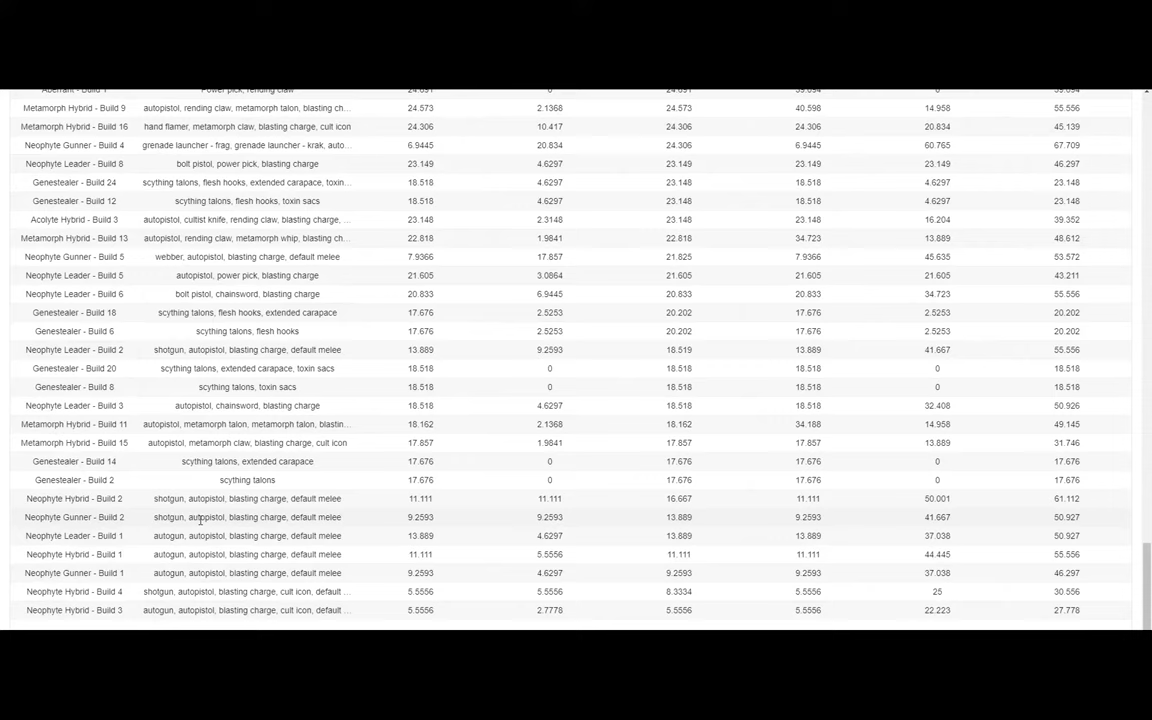 Aberrant - Build 1 Power pick, rending claw 24.691 0 24.691 39.694 0 39.694
Metamorph Hybrid - Build 9 autopistol, rending claw, metamorph talon, blasting ch... 24.573 2.1368 24.573 40.598 14.958 55.556
Metamorph Hybrid - Build 16 hand flamer, metamorph claw, blasting charge, cult icon 24.306 10.417 24.306 24.306 20.834 45.139
Neophyte Gunner - Build 4 grenade launcher - frag, grenade launcher - krak, auto... 6.9445 20.834 24.306 6.9445 60.765 67.709
Neophyte Leader - Build 8 bolt pistol, power pick, blasting charge 23.149 4.6297 23.149 23.149 23.149 46.297
Genestealer - Build 24 scything talons, flesh hooks, extended carapace, toxin... 18.518 4.6297 23.148 18.518 4.6297 23.148
Genestealer - Build 12 scything talons, flesh hooks, toxin sacs 18.518 4.6297 23.148 18.518 4.6297 23.148
Acolyte Hybrid - Build 3 autopistol, cultist knife, rending claw, blasting charge, ... 23.148 2.3148 23.148 23.148 16.204 39.352
Metamorph Hybrid - Build 13 autopistol, rending claw, metamorph whip, blasting ch... 22.818 1.9841 22.818 34.723 13.889 48.612
Neophyte Gunner - Build 5 webber, autopistol, blasting charge, default melee 7.9366 17.857 21.825 7.9366 45.635 53.572
Neophyte Leader - Build 5 autopistol, power pick, blasting charge 21.605 3.0864 21.605 21.605 21.605 43.211
Neophyte Leader - Build 6 bolt pistol, chainsword, blasting charge 20.833 6.9445 20.833 20.833 34.723 55.556
Genestealer - Build 18 scything talons, flesh hooks, extended carapace 17.676 2.5253 20.202 17.676 2.5253 20.202
Genestealer - Build 6 scything talons, flesh hooks 17.676 2.5253 20.202 17.676 2.5253 20.202
Neophyte Leader - Build 2 shotgun, autopistol, blasting charge, default melee 13.889 9.2593 18.519 13.889 41.667 55.556
Genestealer - Build 20 scything talons, extended carapace, toxin sacs 18.518 0 18.518 18.518 0 18.518
Genestealer - Build 8 scything talons, toxin sacs 18.518 0 18.518 18.518 0 18.518
Neophyte Leader - Build 3 autopistol, chainsword, blasting charge 18.518 4.6297 18.518 18.518 32.408 50.926
Metamorph Hybrid - Build 11 autopistol, metamorph talon, metamorph talon, blastin... 18.162 2.1368 18.162 34.188 14.958 49.145
Metamorph Hybrid - Build 15 autopistol, metamorph claw, blasting charge, cult icon 17.857 1.9841 17.857 17.857 13.889 31.746
Genestealer - Build 14 scything talons, extended carapace 17.676 0 17.676 17.676 0 17.676
Genestealer - Build 2 scything talons 17.676 0 17.676 17.676 0 17.676
Neophyte Hybrid - Build 2 shotgun, autopistol, blasting charge, default melee 11.111 11.111 16.667 11.111 50.001 61.112
Neophyte Gunner - Build 2 shotgun, autopistol, blasting charge, default melee 9.2593 9.2593 13.889 9.2593 41.667 50.927
Neophyte Leader - Build 1 autogun, autopistol, blasting charge, default melee 13.889 4.6297 13.889 13.889 37.038 50.927
Neophyte Hybrid - Build 1 autogun, autopistol, blasting charge, default melee 11.111 5.5556 11.111 11.111 44.445 55.556
Neophyte Gunner - Build 1 autogun, autopistol, blasting charge, default melee 9.2593 4.6297 9.2593 9.2593 37.038 46.297
Neophyte Hybrid - Build 4 shotgun, autopistol, blasting charge, cult icon, default ... 5.5556 5.5556 8.3334 5.5556 25 30.556
Neophyte Hybrid - Build 3 autogun, autopistol, blasting charge, cult icon, default ... 5.5556 2.7778 5.5556 5.5556 22.223 27.778